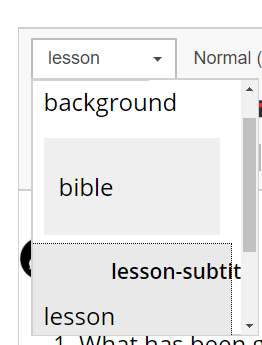 lesson
Normal (
background
bible
lesson-subtit
lesson
1. What has been g